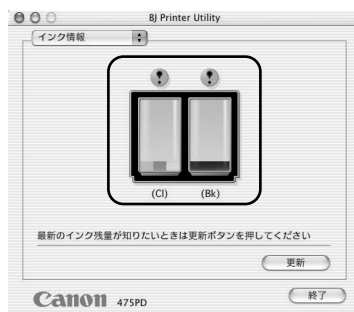 BJ Printer Utility
インク情報
!
!
(Cl)
(Bk)
最新のインク残量が知りたいときは更新ボタンを押してください
更新
Canon 475PD
終了